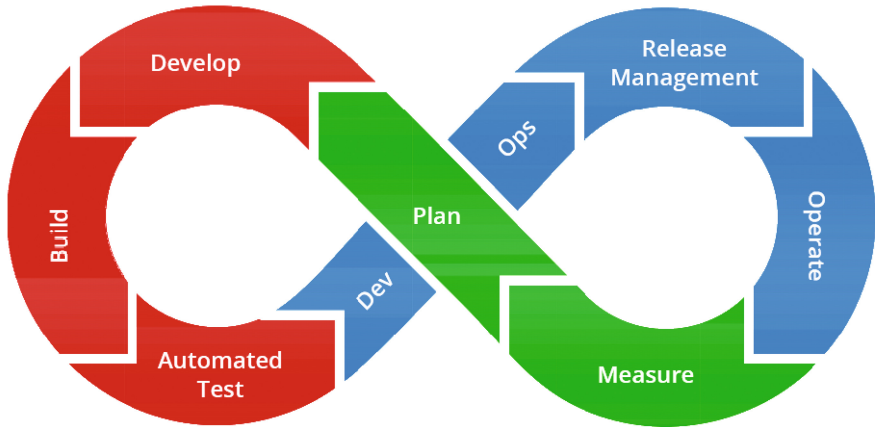 Develop
Release
Management
Ops
Plan
Build
Operate
Dev
Automated
Test
Measure